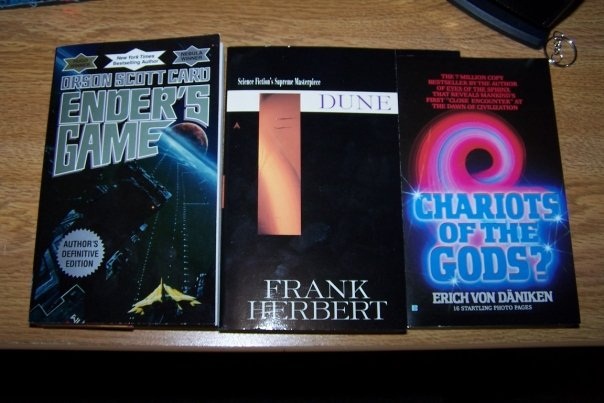 New York Times
Bestselling Author
NEBULA
WINNER
ORSON SCOTT CARD
ENDER'S
GAME
AUTHOR'S
DEFINITIVE
EDITION
Science Fiction's Supreme Masterpiece
DUNE
FRANK
HERBERT
THE 7 MILLION COPY
BESTSELLER BY THE AUTHOR
OF EYES OF THE SPHINX
THAT REVEALS MANKIND'S
FIRST "CLOSE ENCOUNTER" AT
THE DAWN OF CIVILIZATION
CHARIOTS
OF THE
GODS?
ERICH VON DÄNIKEN
16 STARTLING PHOTO PAGES